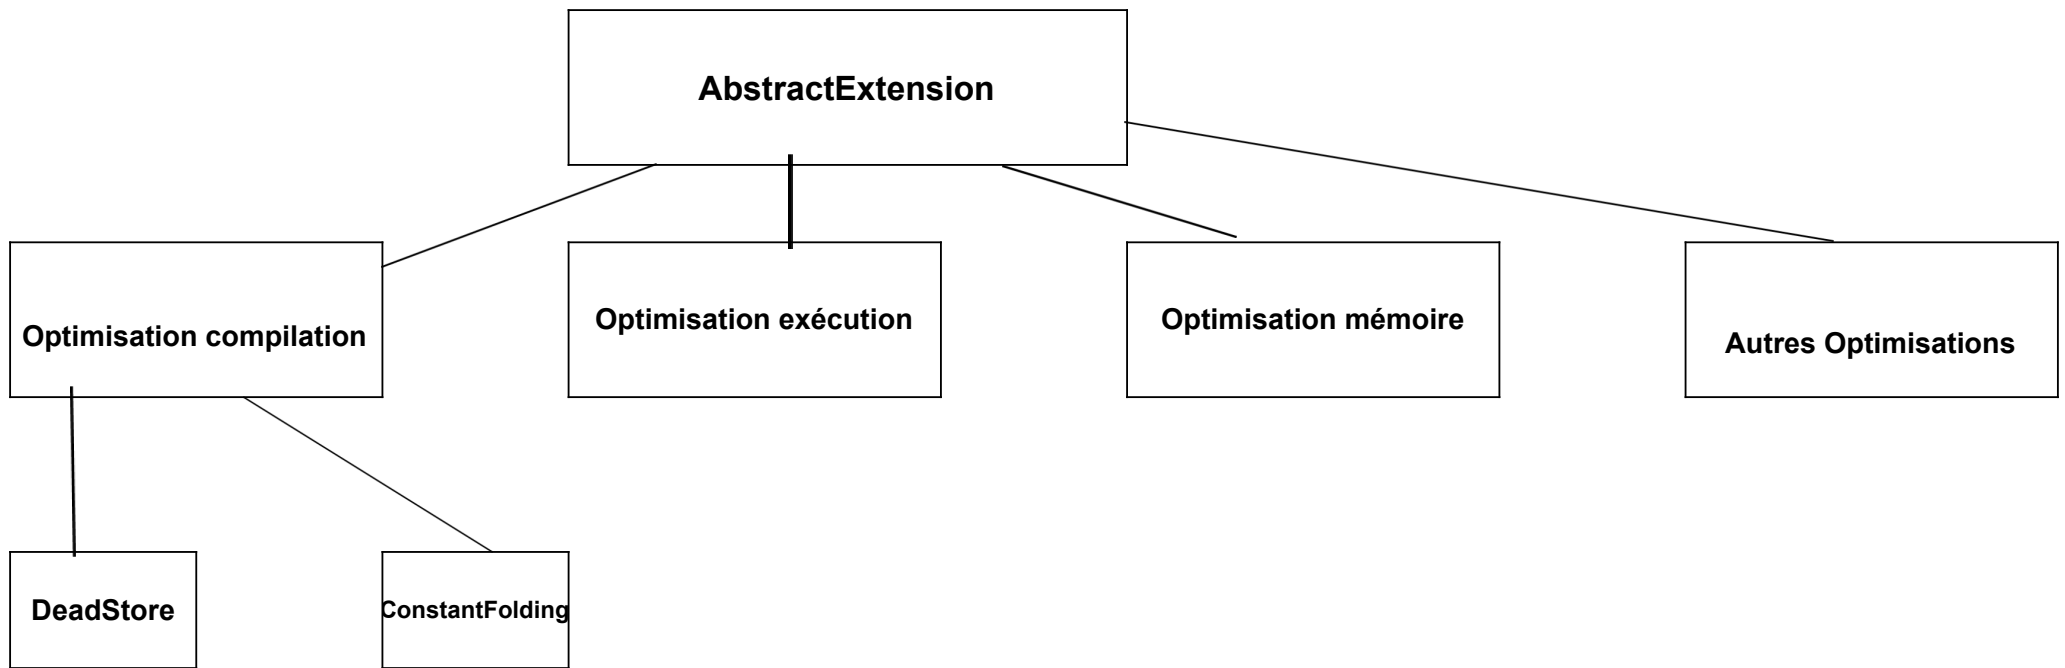 AbstractExtension
Optimisation compilation
Optimisation exécution
Optimisation mémoire
Autres Optimisations
DeadStore
ConstantFolding